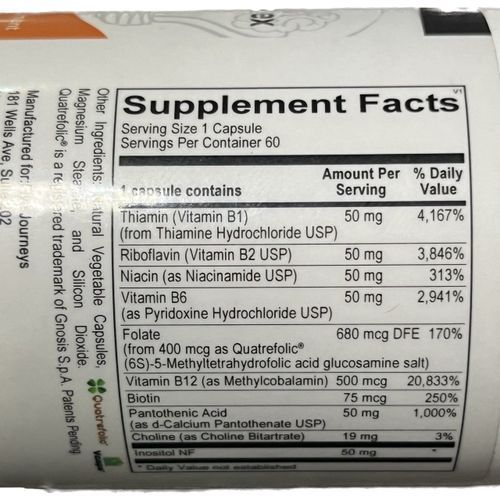 Supplement Facts
V1
Serving Size 1 Capsule
Servings Per Container 60
1 capsule contains Amount Per Serving % Daily Value
Thiamin (Vitamin B1) 50 mg 4,167%
(from Thiamine Hydrochloride USP)
Riboflavin (Vitamin B2 USP) 50 mg 3,846%
Niacin (as Niacinamide USP) 50 mg 313%
Vitamin B6 50 mg 2,941%
(as Pyridoxine Hydrochloride USP)
Folate 680 mcg DFE 170%
(from 400 mcg as Quatrefolic®
(6S)-5-Methyltetrahydrofolic acid glucosamine salt)
Vitamin B12 (as Methylcobalamin) 500 mcg 20,833%
Biotin 75 mcg 250%
Pantothenic Acid 50 mg 1,000%
(as d-Calcium Pantothenate USP)
Choline (as Choline Bitartrate) 19 mg 3%
Inositol NF 50 mg *
* Daily Value not established
Other Ingredients: Natural Vegetable Capsules,
Magnesium and Silicon Dioxide.
Quatrefolic® is a trademark of Gnosis S.p.A. Patents Pending.
Quatrefolic®
Manufactured for: Journeys
181 Wells Ave,